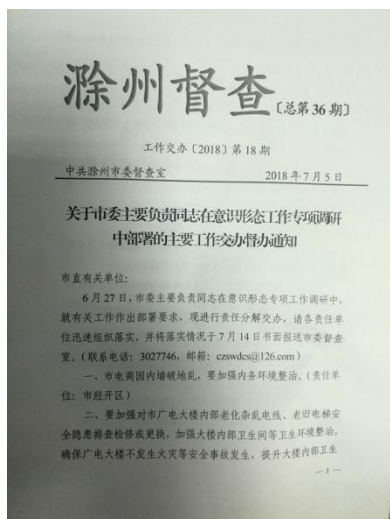 滁州督查〔总第36期〕
工作交办〔2018〕第18期
中共滁州市委督查室 2018年7月5日
关于市委主要负责同志在意识形态工作专项调研
中部署的主要工作交办督办通知
市直有关单位:
6月27日,市委主要负责同志在意识形态专项工作调研中,
就有关工作作出部署要求,现进行责任分解交办,请各责任单
位迅速组织落实,并将落实情况于7月14日书面报送市委督查
室。(联系电话:3027746、邮箱:czswdcs@126.com)
一、市电商园内墙破地乱,要加强内务环境整治。(责任单
位:市经开区)
二、要加强对市广电大楼内部老化杂乱电线、老旧电梯安
全隐患排查检修或更换,加强大楼内部卫生间等卫生环境整治,
确保广电大楼不发生火灾等安全事故发生,提升大楼内部卫生
—1—